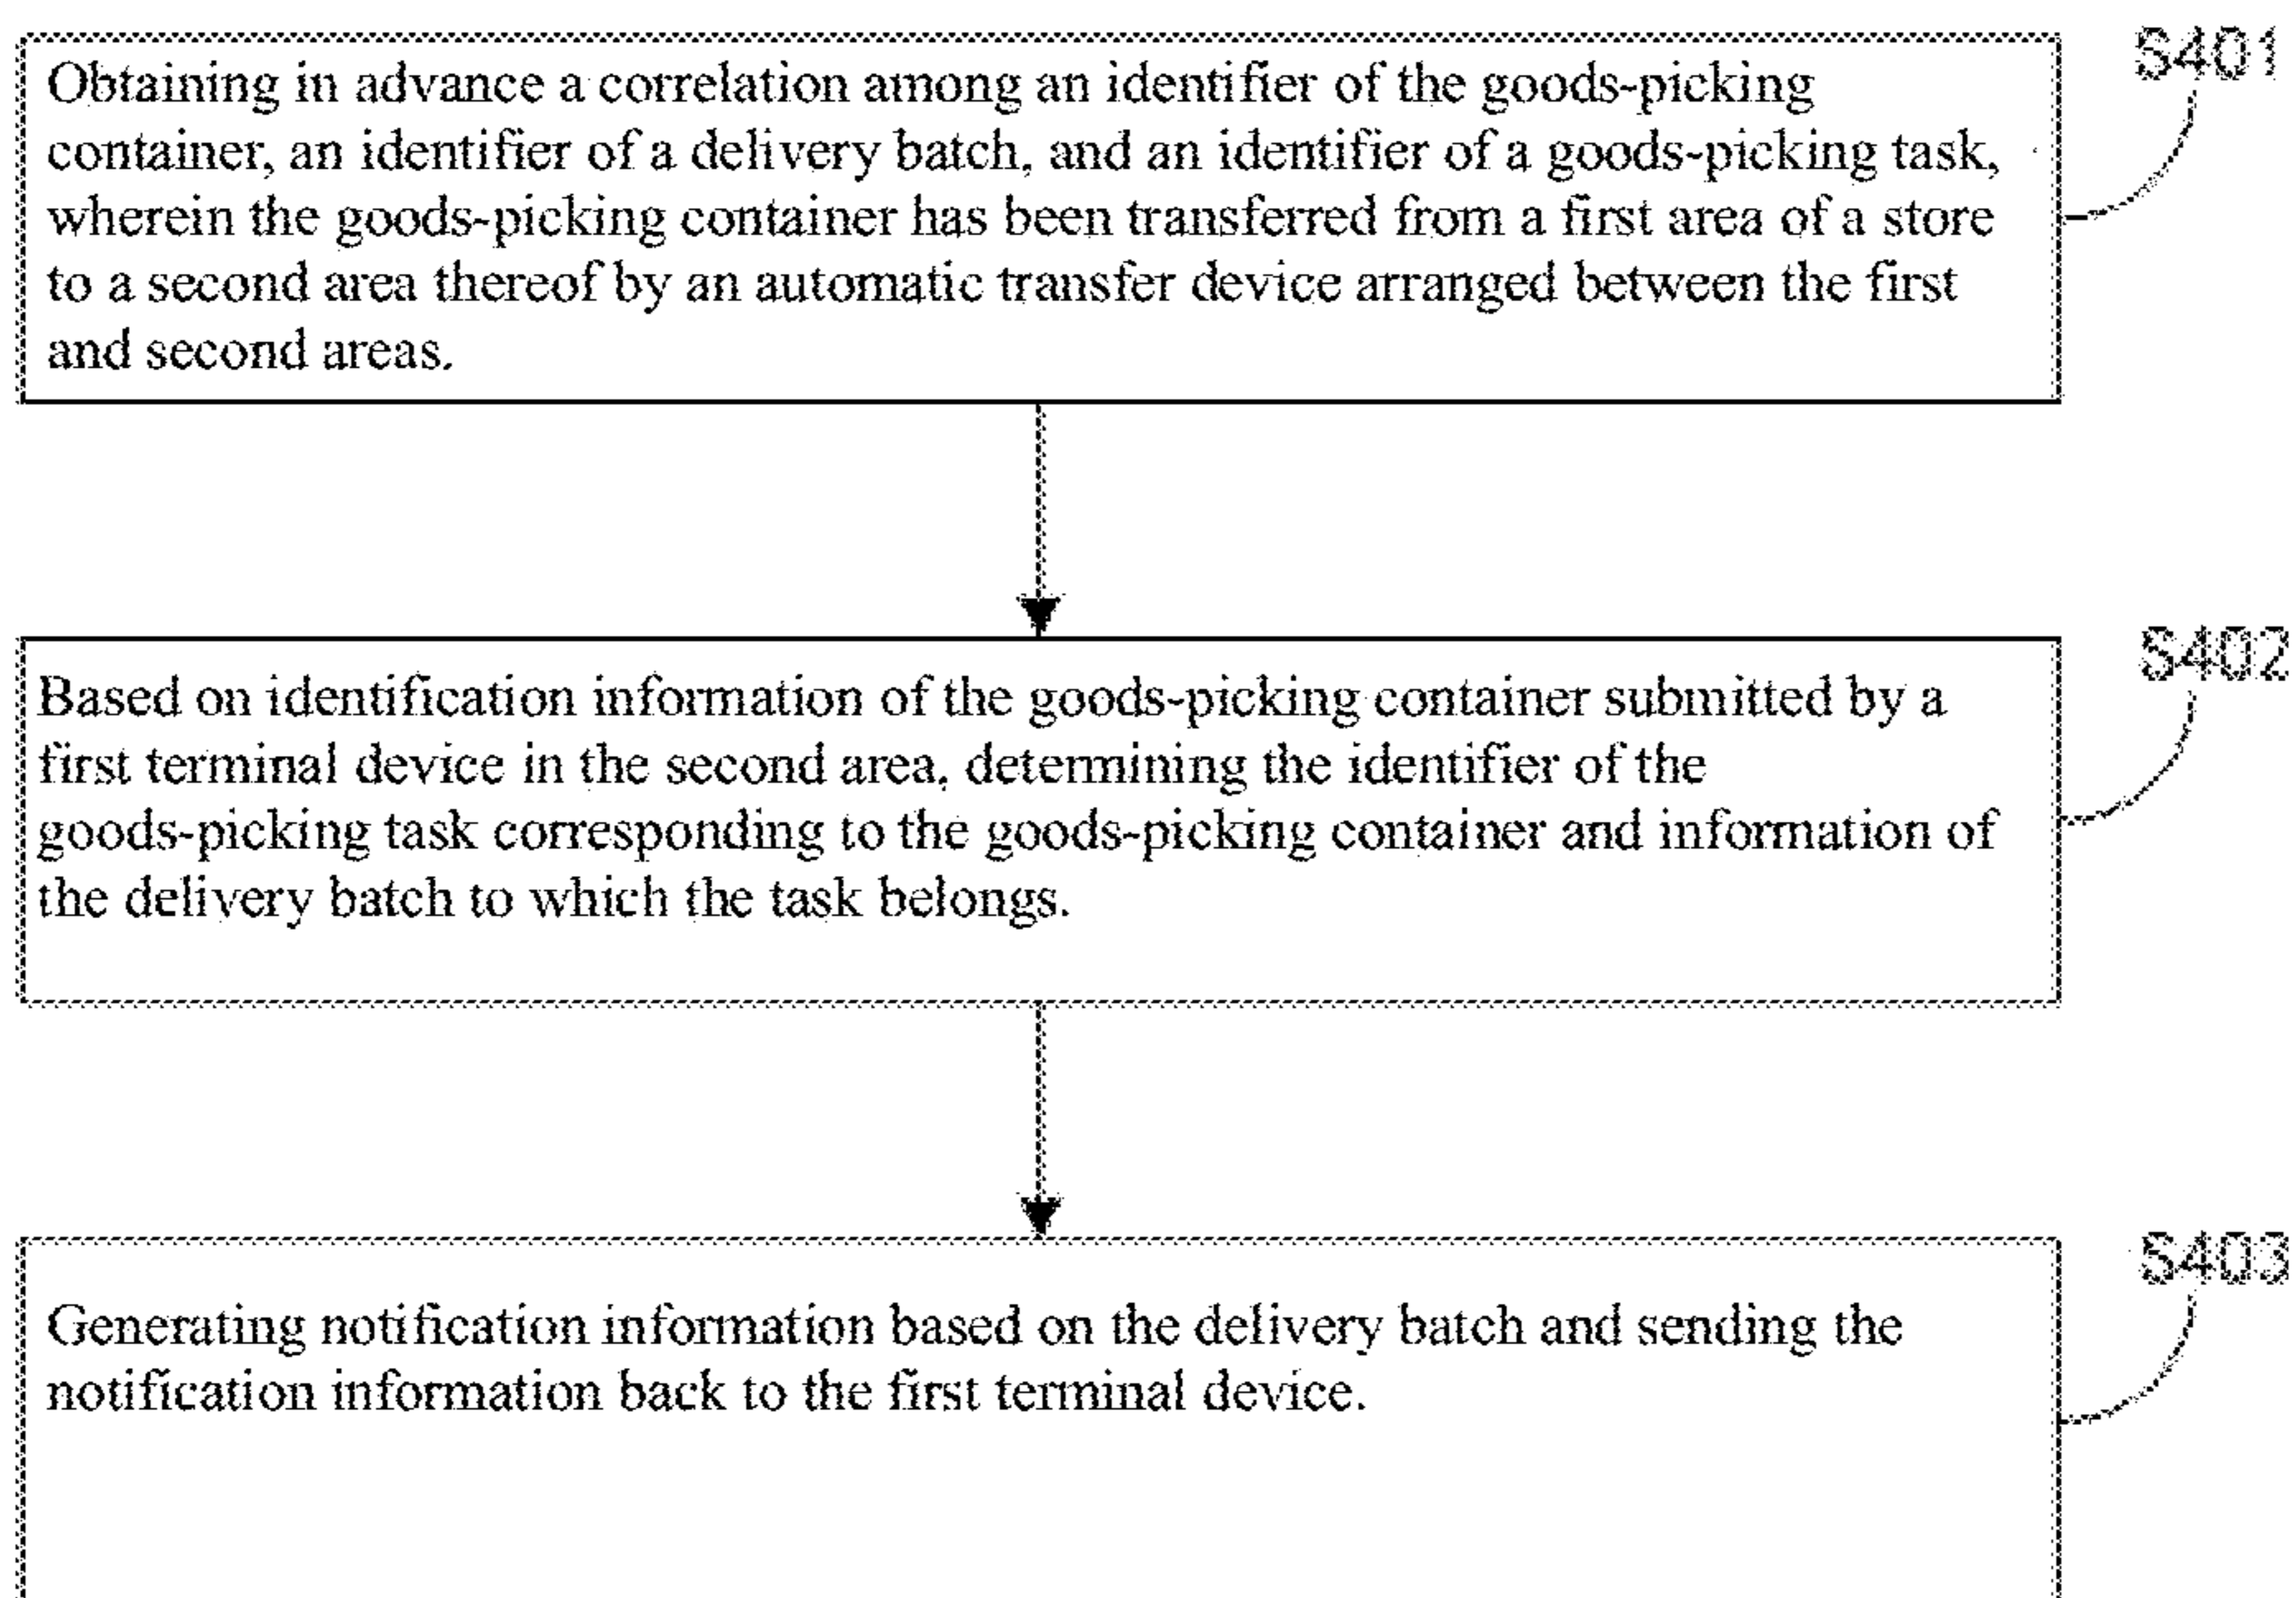 Obtaining in advance a correlation among an identifier of the goods-picking
container, an identifier of a delivery batch, and an identifier of a goods-picking task,
wherein the goods-picking container has been transferred from a first area of a store
to a second area thereof by an automatic transfer device arranged between the first
and second areas.
S401
Based on identification information of the goods-picking container submitted by a
first terminal device in the second area, determining the identifier of the
goods-picking task corresponding to the goods-picking container and information of
the delivery batch to which the task belongs.
S402
Generating notification information based on the delivery batch and sending the
notification information back to the first terminal device.
S403